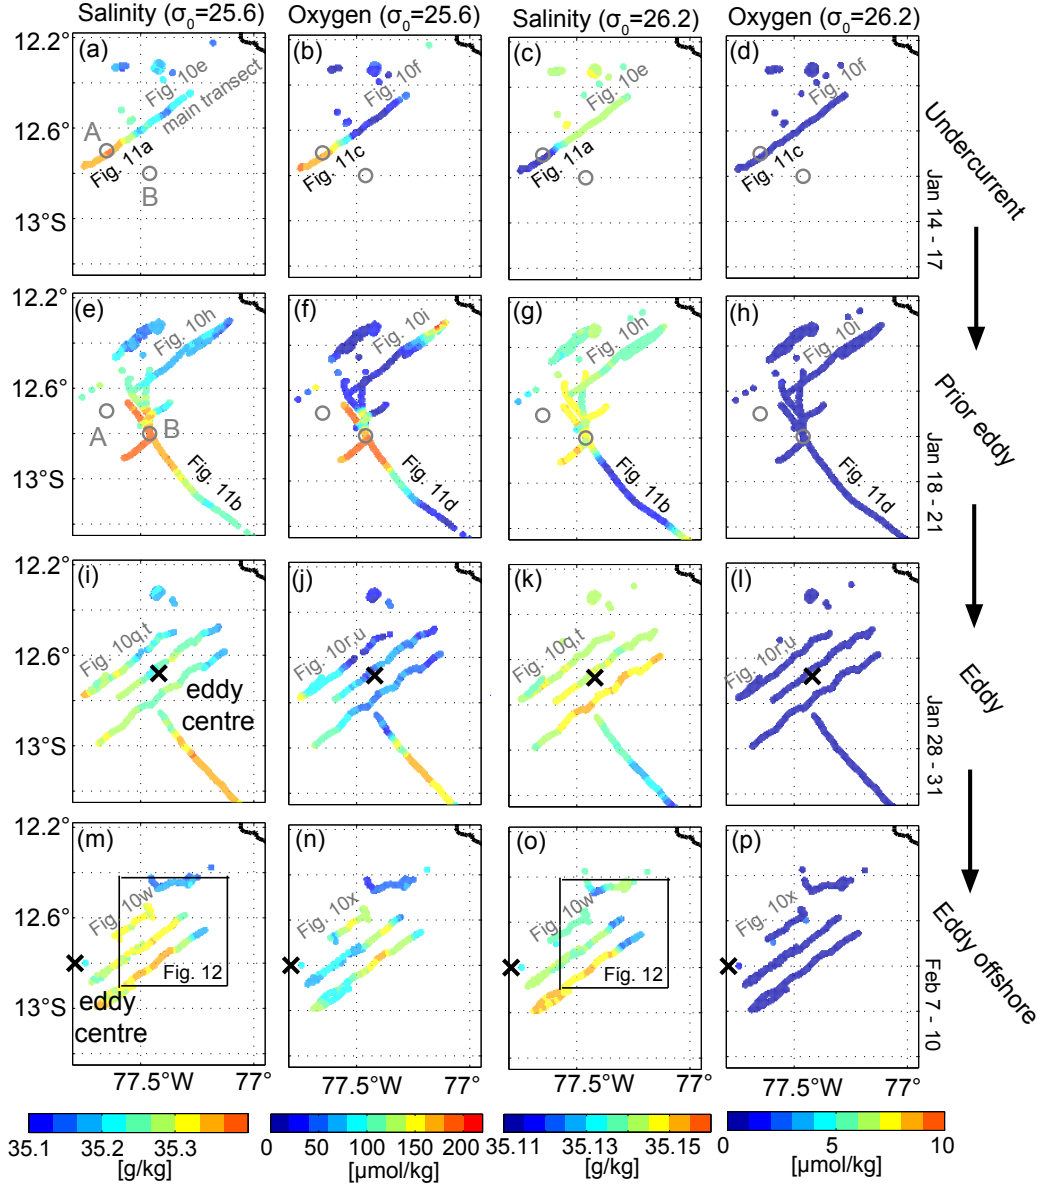 Salinity (σ0=25.6)
Oxygen (σ0=25.6)
Salinity (σ0=26.2)
Oxygen (σ0=26.2)
12.2°
12.6°
13°S
(a)
Fig. 10e
main transect
A
Fig. 11a
B
(b)
Fig. 10f
Fig. 11c
(c)
Fig. 10e
Fig. 11a
(d)
Fig. 10f
Fig. 11c
Undercurrent
Jan 14 - 17
12.2°
12.6°
13°S
(e)
Fig. 10h
A
B
Fig. 11b
(f)
Fig. 10i
Fig. 11d
(g)
Fig. 10h
Fig. 11b
(h)
Fig. 10i
Fig. 11d
Prior eddy
Jan 18 - 21
12.2°
12.6°
13°S
(i)
Fig. 10q,t
eddy
centre
(j)
Fig. 10r,u
(k)
Fig. 10q,t
(l)
Fig. 10r,u
Eddy
Jan 28 - 31
12.2°
12.6°
13°S
(m)
Fig. 10w
Fig. 12
eddy
centre
(n)
Fig. 10x
(o)
Fig. 10w
Fig. 12
(p)
Fig. 10x
Eddy offshore
Feb 7 - 10
77.5°W 77°
77.5°W 77°
77.5°W 77°
77.5°W 77°
35.1 35.2 35.3
[g/kg]
0 50 100 150 200
[µmol/kg]
35.11 35.13 35.15
[g/kg]
0 5 10
[µmol/kg]